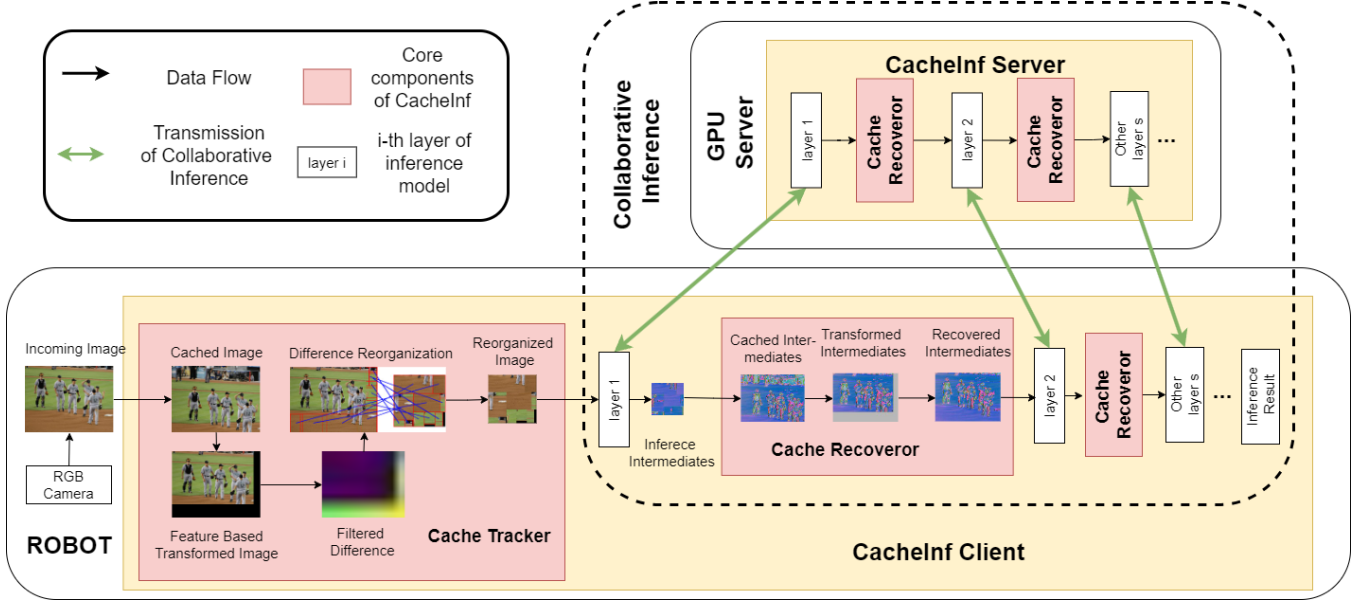 Data Flow
Core
components
of CacheInf
Transmission
of Collaborative
Inference
layer i
i-th layer of
inference
model
Collaborative
Inference
GPU
Server
CacheInf Server
layer 1
Cache
Recoveror
layer 2
Cache
Recoveror
Other
layer s
...
Incoming Image
RGB
Camera
ROBOT
Cached Image
Feature Based
Transformed Image
Difference Reorganization
Filtered
Difference
Reorganized
Image
Cache Tracker
layer 1
Inferece
Intermediates
Cached Inter-
mediates
Transformed
Intermediates
Recovered
Intermediates
Cache Recoveror
layer 2
Cache
Recoveror
Other
layer s
...
Inference
Result
CacheInf Client